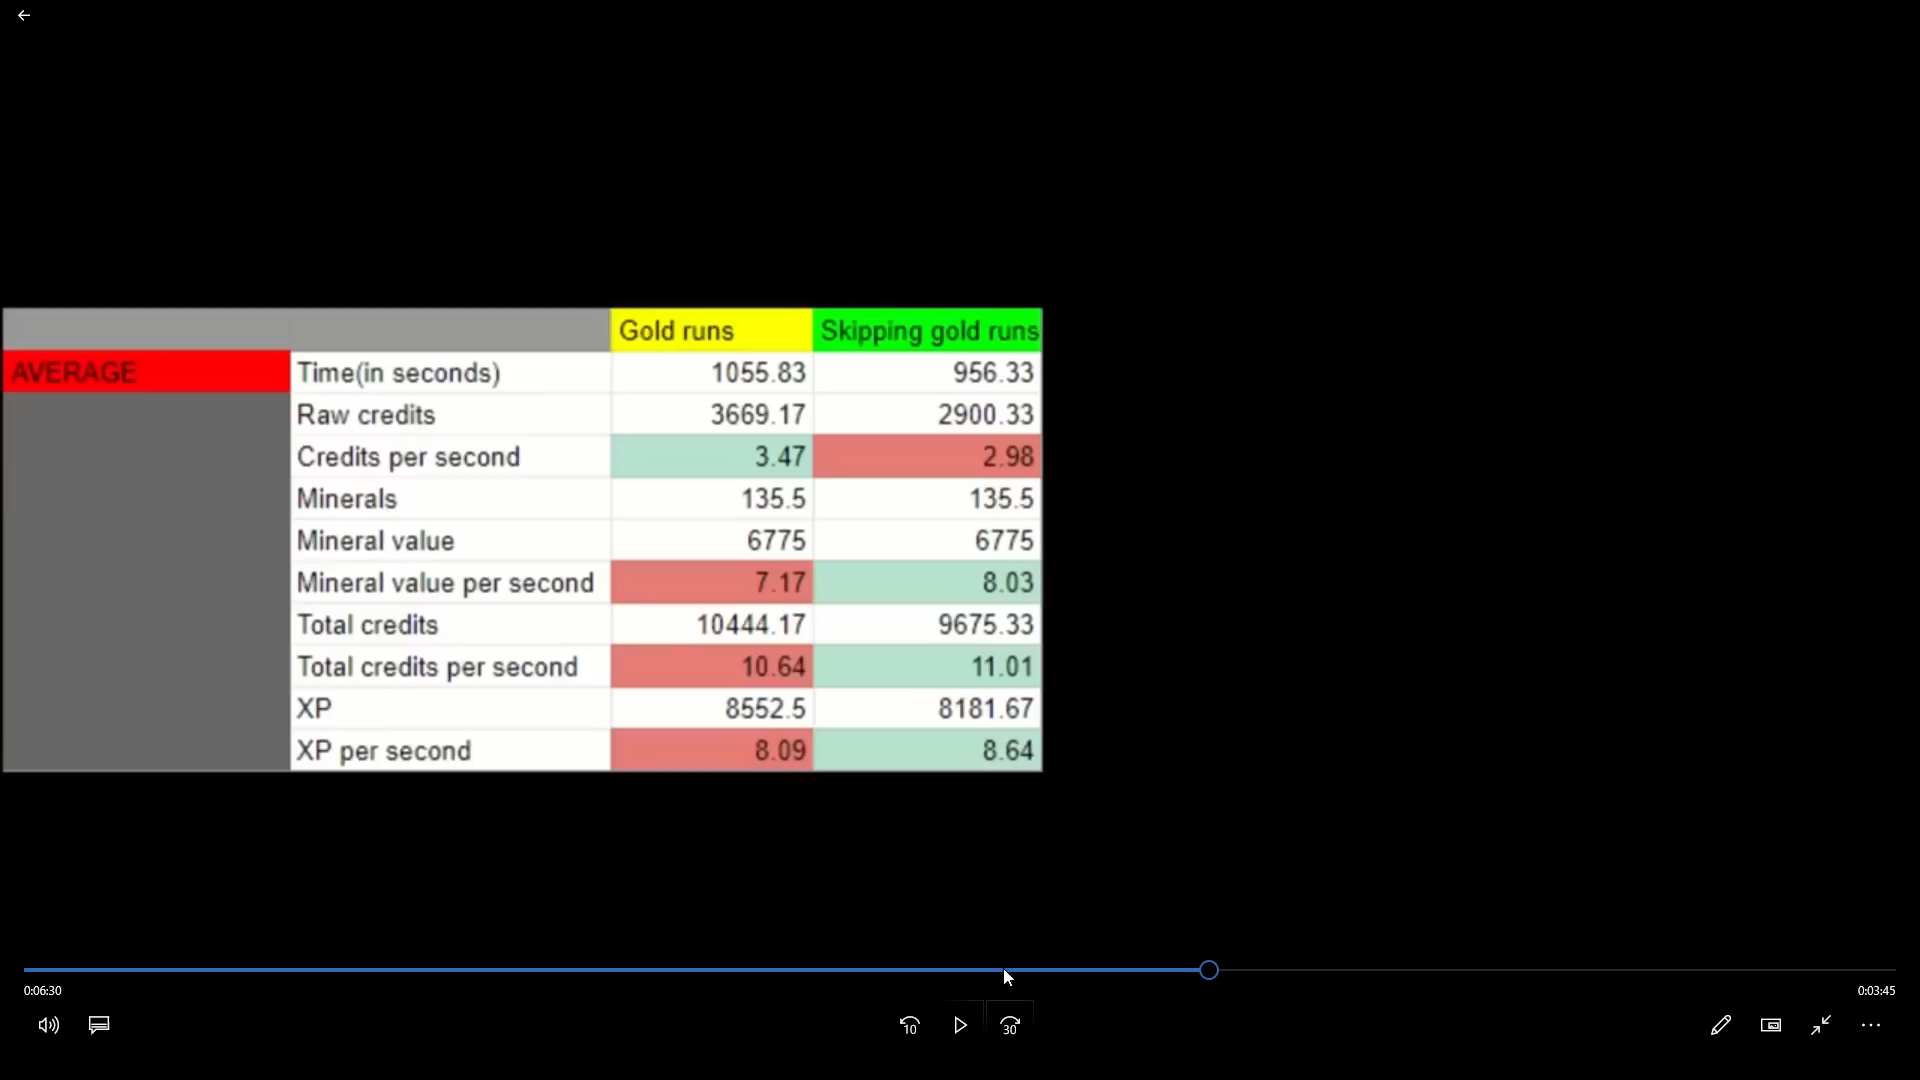 Gold runs Skipping gold runs
AVERAGE Time(in seconds) 1055.83 956.33
Raw credits 3669.17 2900.33
Credits per second 3.47 2.98
Minerals 135.5 135.5
Mineral value 6775 6775
Mineral value per second 7.17 8.03
Total credits 10444.17 9675.33
Total credits per second 10.64 11.01
XP 8552.5 8181.67
XP per second 8.09 8.64
0:06:30 0:03:45
10 30